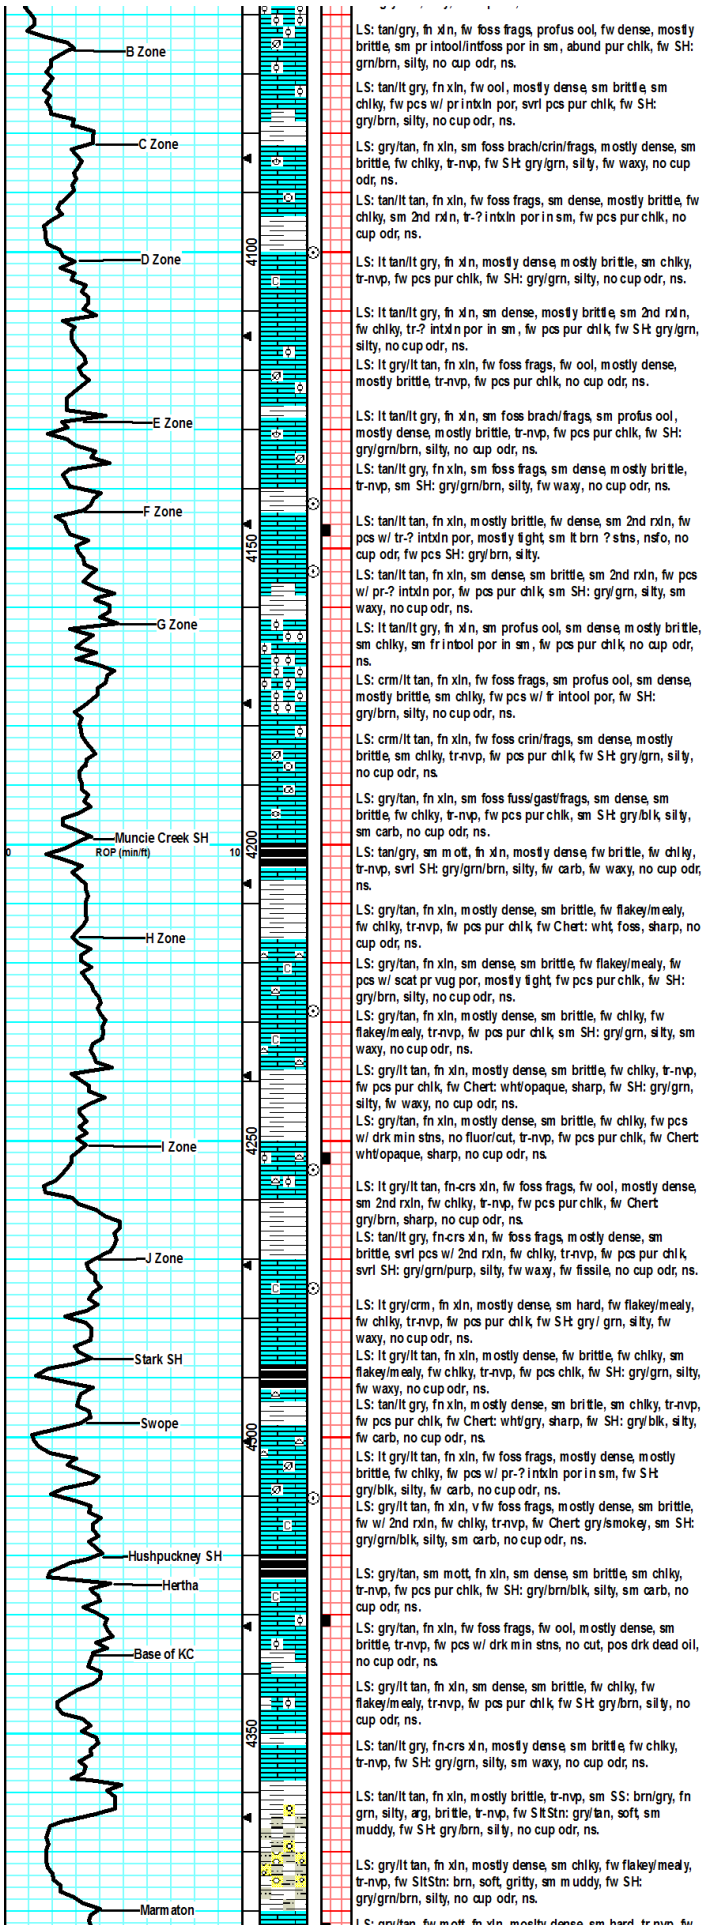 B Zone
C Zone
D Zone
E Zone
F Zone
G Zone
Muncie Creek SH
0 ROP (min/ft) 10
H Zone
I Zone
J Zone
Stark SH
Swope
Hushpuckney SH
Hertha
Base of KC
Marmaton
4100
4150
4200
4250
4300
4350
LS: tan/gry, fn xln, fw foss frags, profus ool, fw dense, mostly
brittle, sm pr intool/intfoss por in sm, abund pur chlk, fw SH:
grn/brn, silty, no cup odr, ns.
LS: tan/lt gry, fn xln, fw ool, mostly dense, sm brittle, sm
chlky, fw pcs w/ pr intxln por, svrl pcs pur chlk, fw SH:
gry/brn, silty, no cup odr, ns.
LS: gry/tan, fn xln, sm foss brach/crin/frags, mostly dense, sm
brittle, fw chlky, tr-nvp, fw SH: gry/grn, silty, fw waxy, no cup
odr, ns.
LS: tan/lt tan, fn xln, fw foss frags, sm dense, mostly brittle, fw
chlky, sm 2nd rxln, tr-? intxln por in sm, fw pcs pur chlk, no
cup odr, ns.
LS: lt tan/lt gry, fn xln, mostly dense, mostly brittle, sm chlky,
tr-nvp, fw pcs pur chlk, fw SH: gry/grn, silty, no cup odr, ns.
LS: lt tan/lt gry, fn xln, sm dense, mostly brittle, sm 2nd rxln,
fw chlky, tr-? intxln por in sm, fw pcs pur chlk, fw SH: gry/grn,
silty, no cup odr, ns.
LS: lt gry/lt tan, fn xln, fw foss frags, fw ool, mostly dense,
mostly brittle, tr-nvp, fw pcs pur chlk, no cup odr, ns.
LS: lt tan/lt gry, fn xln, sm foss brach/frags, sm profus ool,
mostly dense, mostly brittle, tr-nvp, fw pcs pur chlk, fw SH:
gry/grn/brn, silty, no cup odr, ns.
LS: tan/lt gry, fn xln, sm foss frags, sm dense, mostly brittle,
tr-nvp, sm SH: gry/grn/brn, silty, fw waxy, no cup odr, ns.
LS: tan/lt tan, fn xln, mostly brittle, fw dense, sm 2nd rxln, fw
pcs w/ tr-? intxln por, mostly tight, sm lt brn ? stns, nsfo, no
cup odr, fw pcs SH: gry/brn, silty.
LS: tan/lt tan, fn xln, sm dense, sm brittle, sm 2nd rxln, fw pcs
w/ pr-? intxln por, fw pcs pur chlk, sm SH: gry/grn, silty, sm
waxy, no cup odr, ns.
LS: lt tan/lt gry, fn xln, sm profus ool, sm dense, mostly brittle,
sm chlky, sm fr intool por in sm, fw pcs pur chlk, no cup odr,
ns.
LS: crm/lt tan, fn xln, fw foss frags, sm profus ool, sm dense,
mostly brittle, sm chlky, fw pcs w/ fr intool por, fw SH:
gry/brn, silty, no cup odr, ns.
LS: crm/lt tan, fn xln, fw foss crin/frags, sm dense, mostly
brittle, sm chlky, tr-nvp, fw pcs pur chlk, fw SH: gry/grn, silty,
no cup odr, ns.
LS: gry/tan, fn xln, sm foss fuss/gast/frags, sm dense, sm
brittle, fw chlky, tr-nvp, fw pcs pur chlk, sm SH: gry/blk, silty,
sm carb, no cup odr, ns.
LS: tan/gry, sm mott, fn xln, mostly dense, fw brittle, fw chlky,
tr-nvp, svrl SH: gry/grn/brn, silty, fw carb, fw waxy, no cup odr,
ns.
LS: gry/tan, fn xln, mostly dense, sm brittle, fw flakey/mealy,
fw chlky, tr-nvp, fw pcs pur chlk, fw Chert: wht, foss, sharp, no
cup odr, ns.
LS: gry/tan, fn xln, sm dense, sm brittle, fw flakey/mealy, fw
pcs w/ scat pr vug por, mostly tight, fw pcs pur chlk, fw SH:
gry/brn, silty, no cup odr, ns.
LS: gry/tan, fn xln, mostly dense, sm brittle, fw chlky, fw
flakey/mealy, tr-nvp, fw pcs pur chlk, sm SH: gry/grn, silty, sm
waxy, no cup odr, ns.
LS: gry/lt tan, fn xln, mostly dense, sm brittle, fw chlky, tr-nvp,
fw pcs pur chlk, fw Chert: wht/opaque, sharp, fw SH: gry/grn,
silty, fw waxy, no cup odr, ns.
LS: gry/tan, fn xln, mostly dense, sm brittle, fw chlky, fw pcs
w/ drk min stns, no fluor/cut, tr-nvp, fw pcs pur chlk, fw Chert:
wht/opaque, sharp, no cup odr, ns.
LS: lt gry/lt tan, fn-crs xln, fw foss frags, fw ool, mostly dense,
sm 2nd rxln, fw chlky, tr-nvp, fw pcs pur chlk, fw Chert:
gry/brn, sharp, no cup odr, ns.
LS: tan/lt gry, fn-crs xln, fw foss frags, mostly dense, sm
brittle, svrl pcs w/ 2nd rxln, fw chlky, tr-nvp, fw pcs pur chlk,
svrl SH: gry/grn/purp, silty, fw waxy, fw fissile, no cup odr, ns.
LS: lt gry/crm, fn xln, mostly dense, sm hard, fw flakey/mealy,
fw chlky, tr-nvp, fw pcs pur chlk, fw SH: gry/ grn, silty, fw
waxy, no cup odr, ns.
LS: lt gry/lt tan, fn xln, mostly dense, fw brittle, fw chlky, sm
flakey/mealy, fw chlky, tr-nvp, fw pcs pur chlk, fw SH: gry/grn, silty,
fw waxy, no cup odr, ns.
LS: tan/lt gry, fn xln, mostly dense, sm brittle, sm chlky, tr-nvp,
fw pcs pur chlk, fw Chert: wht/gry, sharp, fw SH: gry/blk, silty,
fw carb, no cup odr, ns.
LS: lt gry/lt tan, fn xln, fw foss frags, mostly dense, mostly
brittle, fw chlky, fw pcs w/ pr-? intxln por in sm, fw SH:
gry/blk, silty, fw carb, no cup odr, ns.
LS: gry/lt tan, fn xln, v fw foss frags, mostly dense, sm brittle,
fw w/ 2nd rxln, fw chlky, tr-nvp, fw Chert: gry/smokey, sm SH:
gry/grn/blk, silty, sm carb, no cup odr, ns.
LS: gry/tan, sm mott, fn xln, sm dense, sm brittle, sm chlky,
tr-nvp, fw pcs pur chlk, fw SH: gry/brn/blk, silty, sm carb, no
cup odr, ns.
LS: gry/tan, fn xln, fw foss frags, fw ool, mostly dense, sm
brittle, tr-nvp, fw pcs w/ drk min stns, no cut, pos drk dead oil,
no cup odr, ns.
LS: gry/lt tan, fn xln, sm dense, sm brittle, fw chlky, fw
flakey/mealy, tr-nvp, fw pcs pur chlk, fw SH: gry/brn, silty, no
cup odr, ns.
LS: tan/lt gry, fn-crs xln, mostly dense, sm brittle, fw chlky,
tr-nvp, fw SH: gry/grn, silty, sm waxy, no cup odr, ns.
LS: tan/lt tan, fn xln, mostly brittle, tr-nvp, sm SS: brn/gry, fn
grn, silty, arg, brittle, tr-nvp, fw SltStn: gry/tan, soft, sm
muddy, fw SH: gry/brn, silty, no cup odr, ns.
LS: gry/lt tan, fn xln, mostly dense, sm chlky, fw flakey/mealy,
tr-nvp, fw SltStn: brn, soft, gritty, sm muddy, fw SH:
gry/grn/brn, silty, no cup odr, ns.
LS: gry/tan, fw mott, fn xln, mostly dense, sm hard, tr-nvp, fw